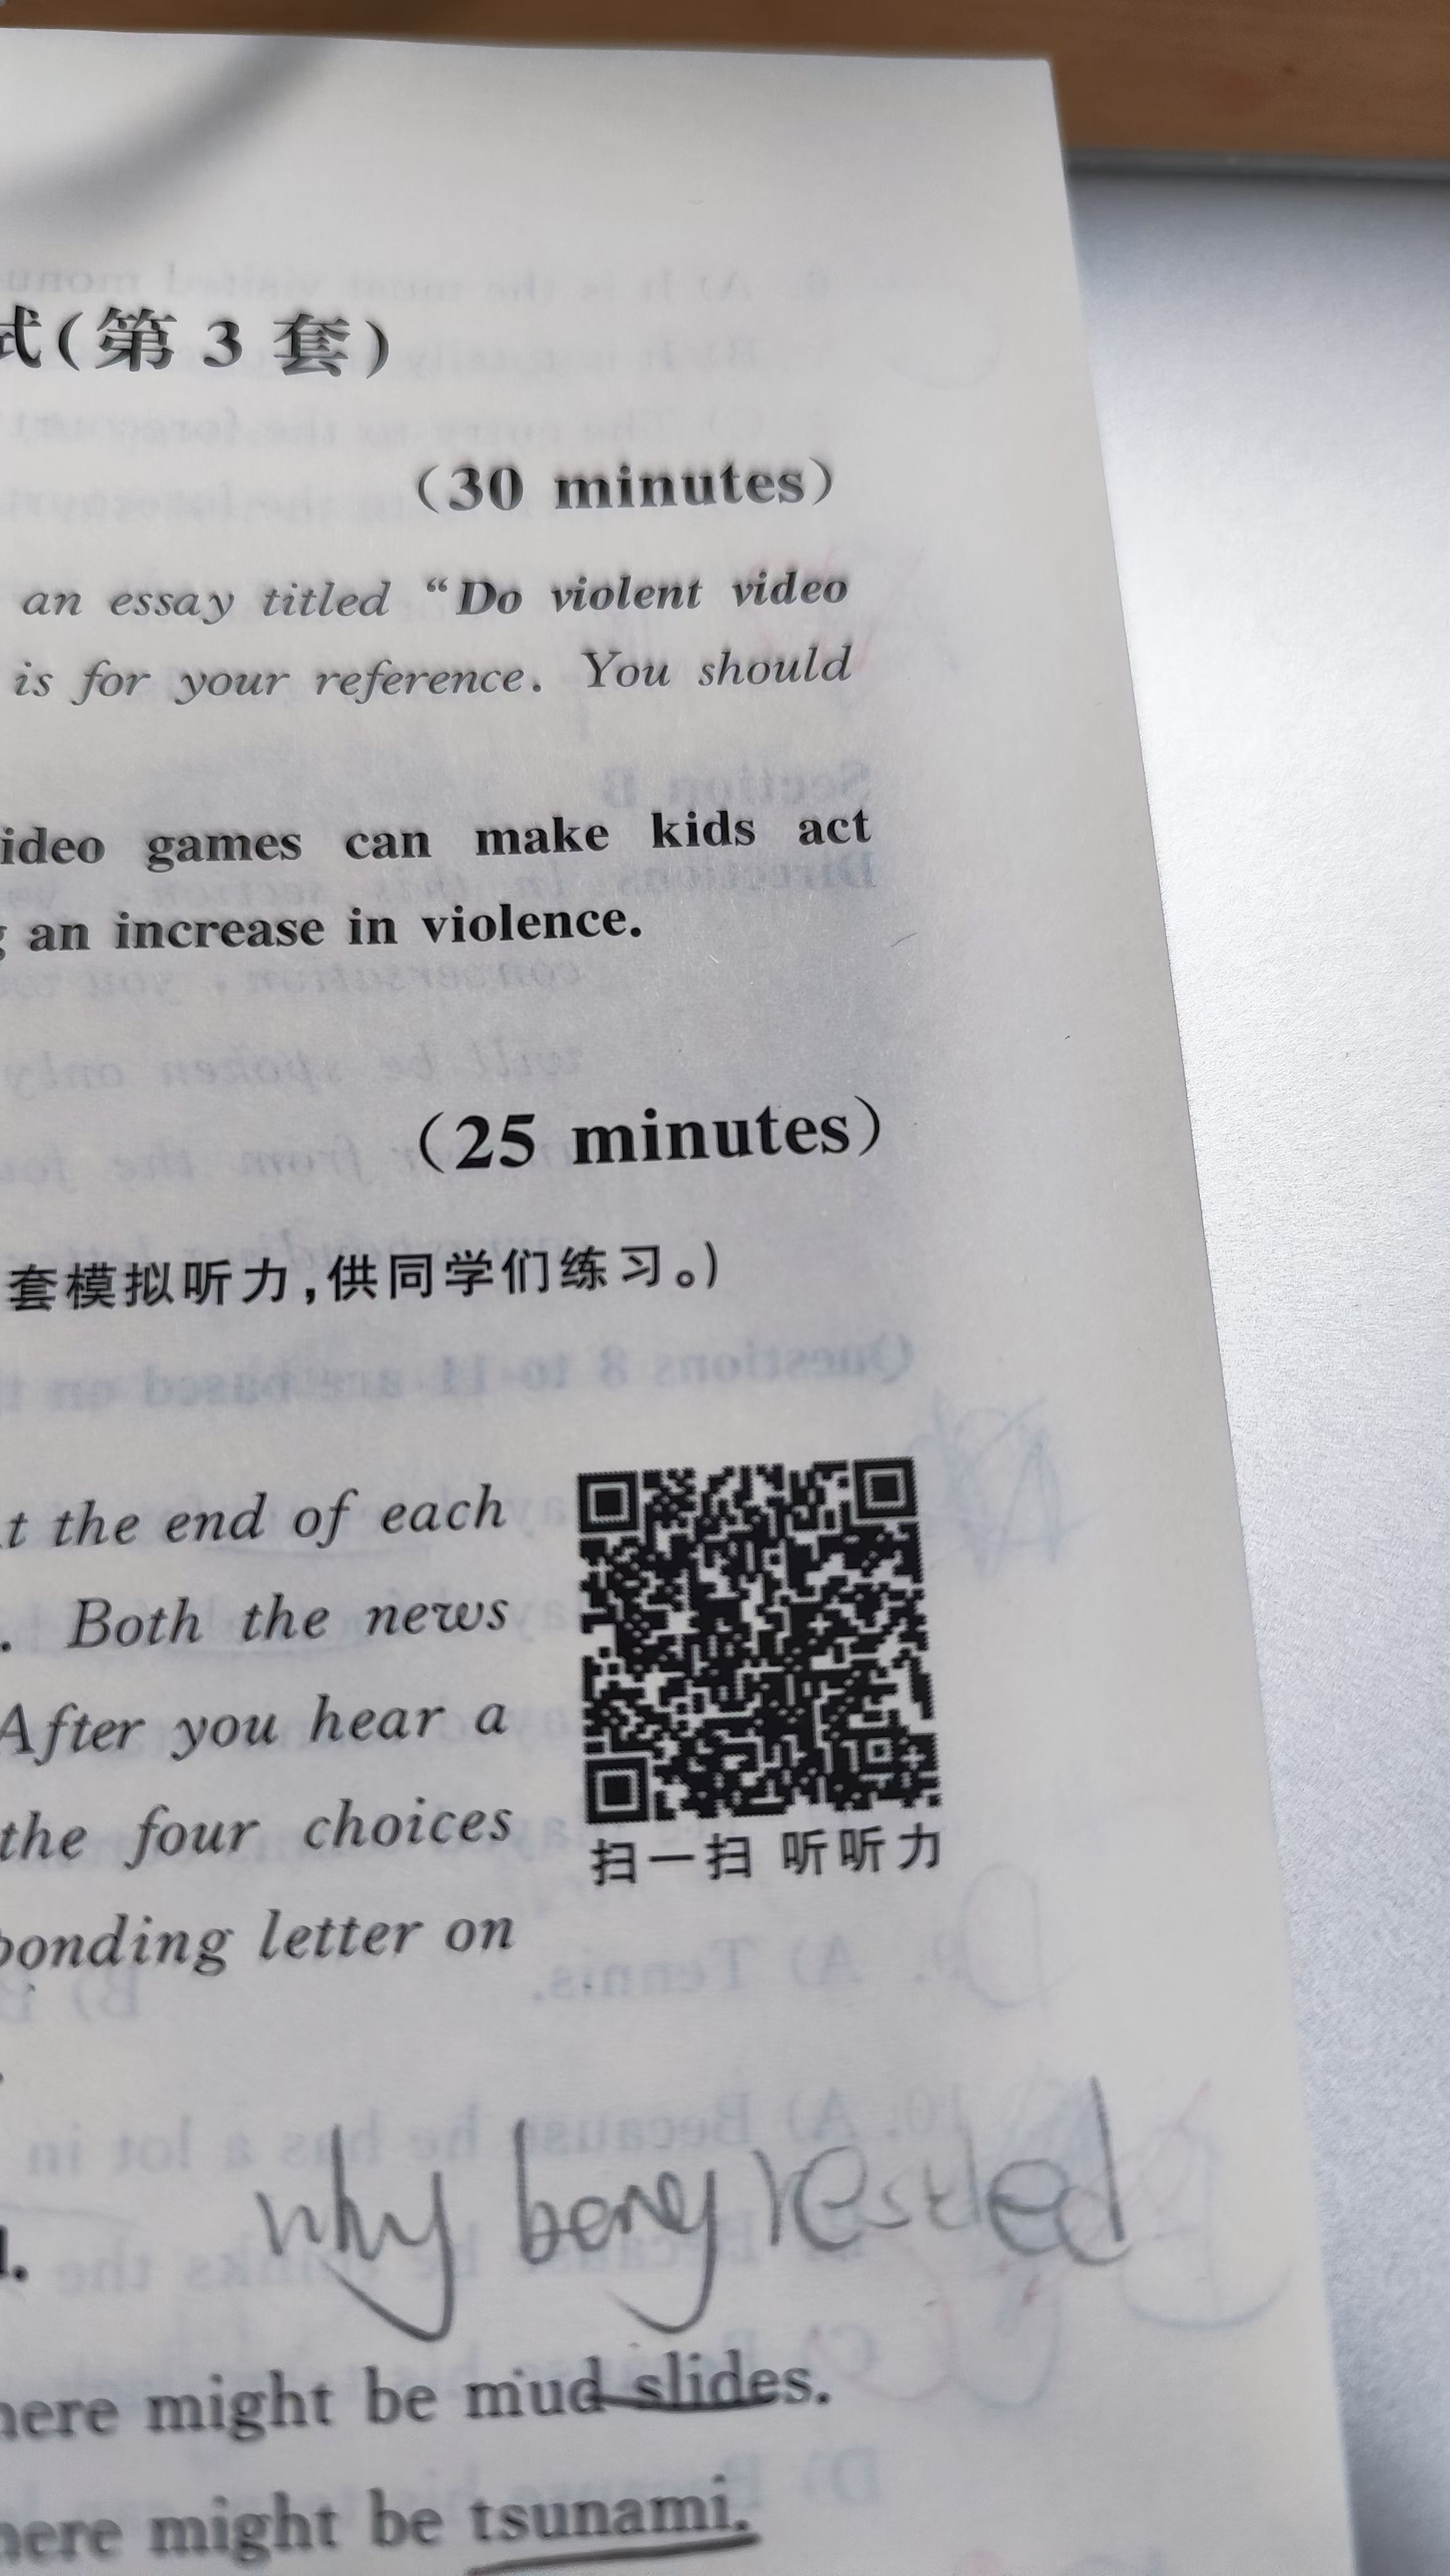 试(第 3 套)
(30 minutes)
an essay titled “Do violent video
is for your reference. You should
ideo games can make kids act
g an increase in violence.
(25 minutes)
套模拟听力,供同学们练习。)
t the end of each
. Both the news
After you hear a
the four choices
ponding letter on
扫一扫 听听力
why
here might be mud slides.
here might be tsunami.